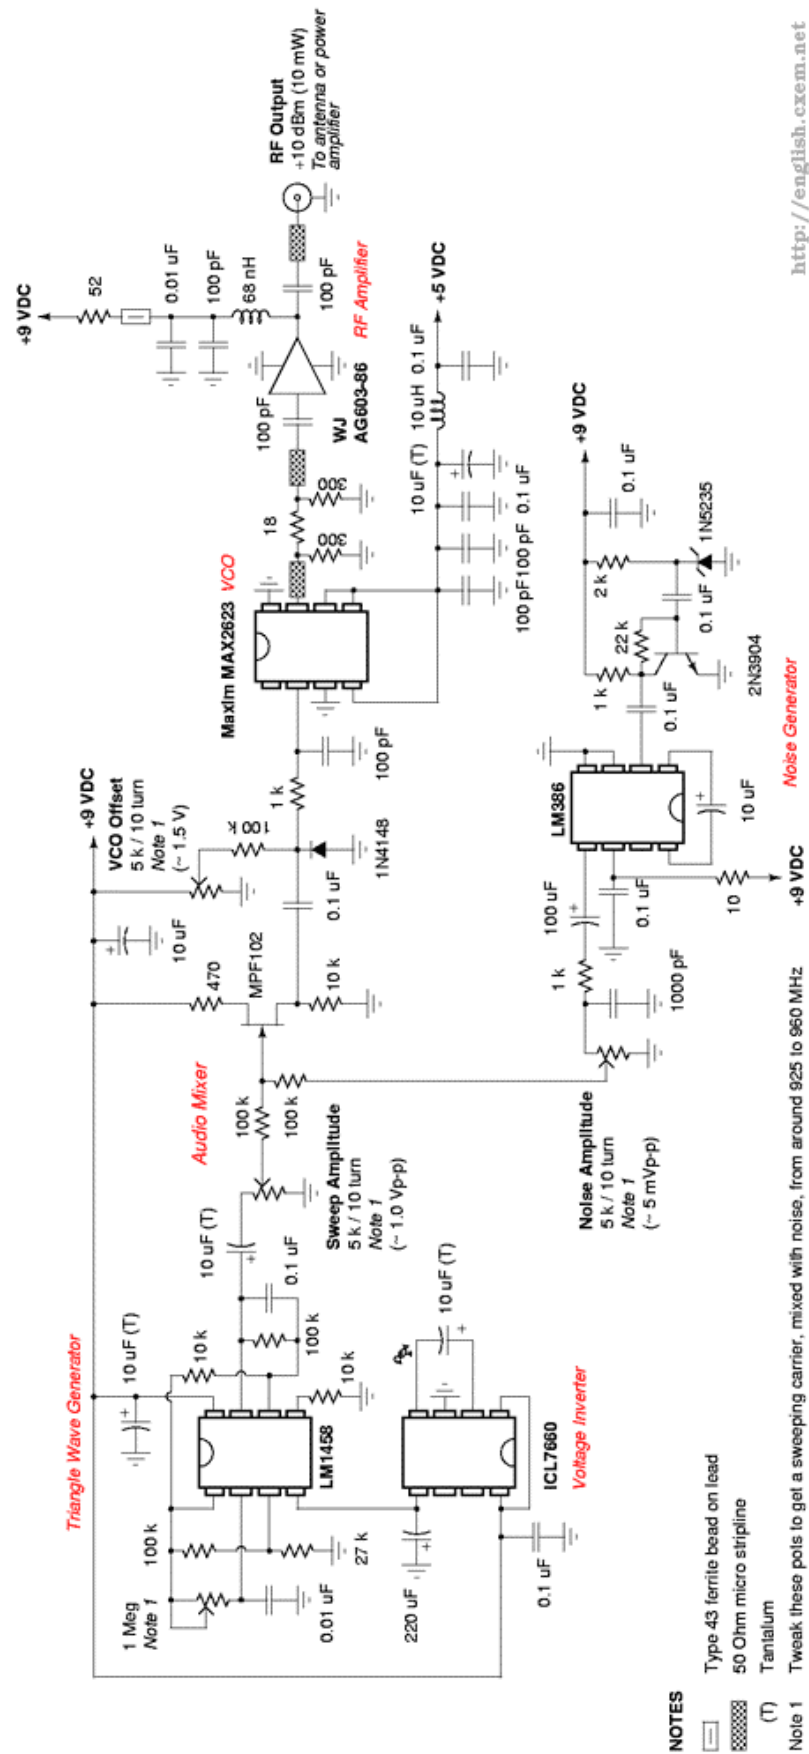 Triangle Wave Generator
1 Meg
Note 1
100 k
10 uF (T)
10 k
10 uF (T)
0.1 uF
100 k
10 k
LM1458
27 k
0.01 uF
220 uF
0.1 uF
ICL7660
Voltage Inverter
10 uF (T)
Sweep Amplitude
5 k / 10 turn
Note 1
(~ 1.0 Vp-p)
Audio Mixer
100 k
100 k
470
MPF102
10 k
10 uF
+9 VDC
VCO Offset
5 k / 10 turn
Note 1
(~ 1.5 V)
100 k
0.1 uF
1N4148
1 k
100 pF
Maxim MAX2623
VCO
18
300
300
100 pF
WJ
AG603-86
RF Amplifier
+9 VDC
52
0.01 uF
100 pF
68 nH
100 pF
RF Output
+10 dBm (10 mW)
To antenna or power
amplifier
100 pF
100 pF
0.1 uF
10 uF (T)
10 uH
0.1 uF
+5 VDC
Noise Amplitude
5 k / 10 turn
Note 1
(~ 5 mVp-p)
1 k
1000 pF
100 uF
0.1 uF
10
+9 VDC
LM386
10 uF
0.1 uF
1 k
22 k
2N3904
0.1 uF
2 k
1N5235
0.1 uF
+9 VDC
Noise Generator
NOTES
Type 43 ferrite bead on lead
50 Ohm micro stripline
(T) Tantalum
Note 1 Tweak these pots to get a sweeping carrier, mixed with noise, from around 925 to 960 MHz
http://english.cxem.net